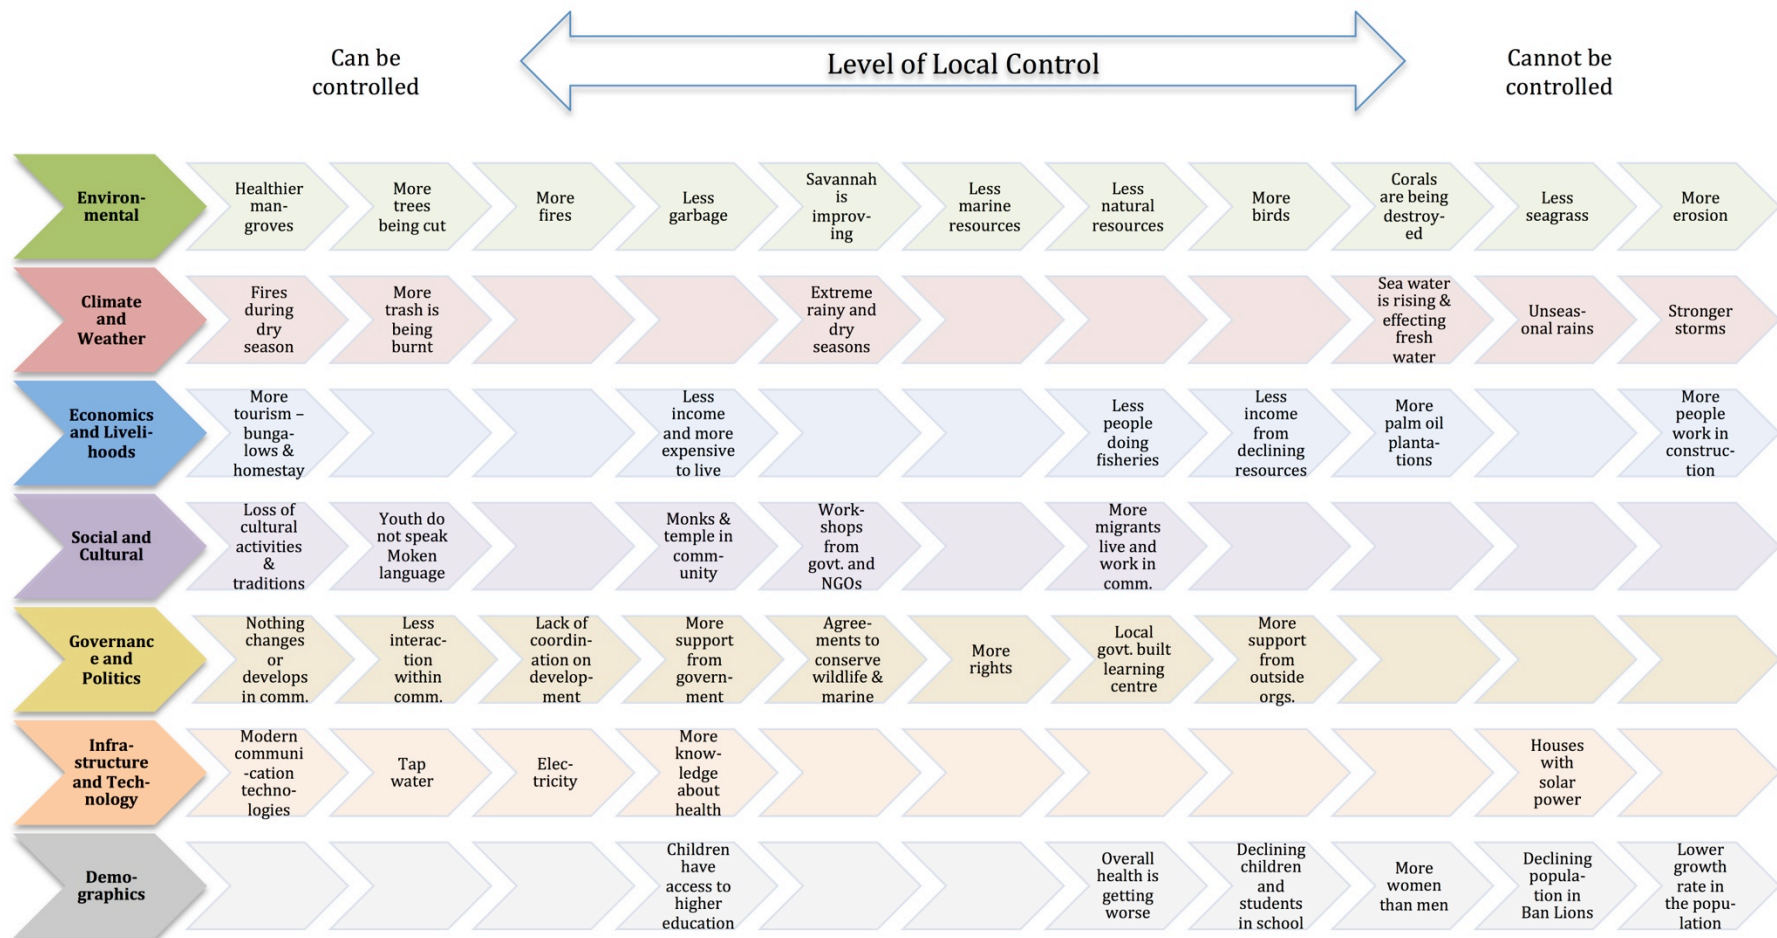 Can be
controlled
Level of Local Control
Cannot be
controlled
Environ-
mental
Healthier
man-
groves
More
trees
being cut
More
fires
Less
garbage
Savannah
is
improv-
ing
Less
marine
resources
Less
natural
resources
More
birds
Corals
are being
destroy-
ed
Less
seagrass
More
erosion
Climate
and
Weather
Fires
during
dry
season
More
trash is
being
burnt
Extreme
rainy and
dry
seasons
Sea water
is rising &
effecting
fresh
water
Unseas-
onal rains
Stronger
storms
Economics
and Liveli-
hoods
More
tourism –
bunga-
lows &
homestay
Less
income
and more
expensive
to live
Less
people
doing
fisheries
Less
income
from
declining
resources
More
palm oil
planta-
tions
More
people
work in
construc-
tion
Social and
Cultural
Loss of
cultural
activities
&
traditions
Youth do
not speak
Moken
language
Monks &
temple in
comm-
unity
Work-
shops
from
govt. and
NGOs
More
migrants
live and
work in
comm.
Governanc
e and
Politics
Nothing
changes
or
develops
in comm.
Less
interac-
tion
within
comm.
Lack of
coordin-
ation on
develop-
ment
More
support
from
govern-
ment
Agree-
ments to
conserve
wildlife &
marine
More
rights
Local
govt. built
learning
centre
More
support
from
outside
orgs.
Infra-
structure
and Tech-
nology
Modern
communi
-cation
techno-
logies
Tap
water
Elec-
tricity
More
know-
ledge
about
health
Houses
with
solar
power
Demo-
graphics
Children
have
access to
higher
education
Overall
health is
getting
worse
Declining
children
and
students
in school
More
women
than men
Declining
popula-
tion in
Ban Lions
Lower
growth
rate in
the popu-
lation